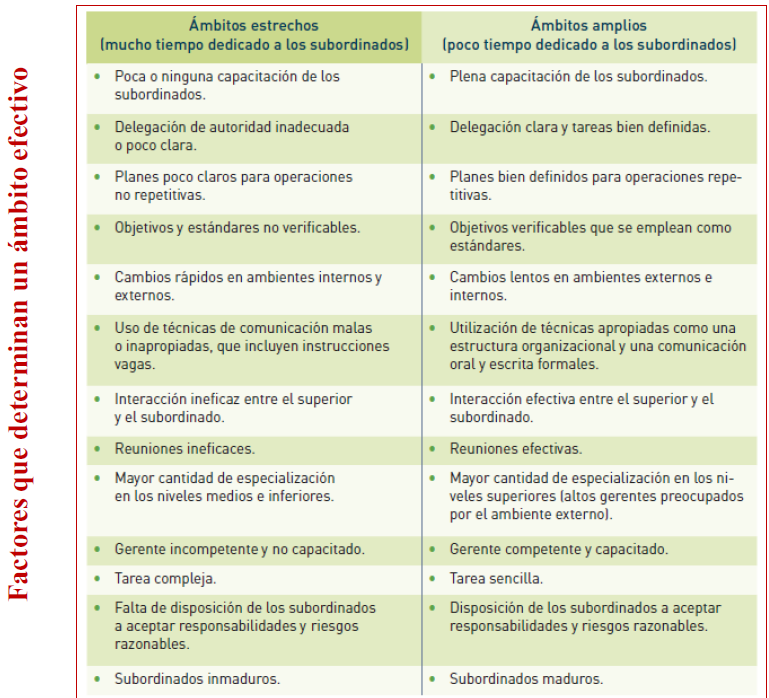 Factores que determinan un ámbito efectivo
Ámbitos estrechos
(mucho tiempo dedicado a los subordinados)
Ámbitos amplios
(poco tiempo dedicado a los subordinados)
• Poca o ninguna capacitación de los
subordinados.
• Plena capacitación de los subordinados.
• Delegación de autoridad inadecuada
o poco clara.
• Delegación clara y tareas bien definidas.
• Planes poco claros para operaciones
no repetitivas.
• Planes bien definidos para operaciones repe-
titivas.
• Objetivos y estándares no verificables.
• Objetivos verificables que se emplean como
estándares.
• Cambios rápidos en ambientes internos y
externos.
• Cambios lentos en ambientes externos e
internos.
• Uso de técnicas de comunicación malas
o inapropiadas, que incluyen instrucciones
vagas.
• Utilización de técnicas apropiadas como una
estructura organizacional y una comunicación
oral y escrita formales.
• Interacción ineficaz entre el superior
y el subordinado.
• Interacción efectiva entre el superior y el
subordinado.
• Reuniones ineficaces.
• Reuniones efectivas.
• Mayor cantidad de especialización
en los niveles medios e inferiores.
• Mayor cantidad de especialización en los ni-
veles superiores (altos gerentes preocupados
por el ambiente externo).
• Gerente incompetente y no capacitado.
• Gerente competente y capacitado.
• Tarea compleja.
• Tarea sencilla.
• Falta de disposición de los subordinados
a aceptar responsabilidades y riesgos
razonables.
• Disposición de los subordinados a aceptar
responsabilidades y riesgos razonables.
• Subordinados inmaduros.
• Subordinados maduros.